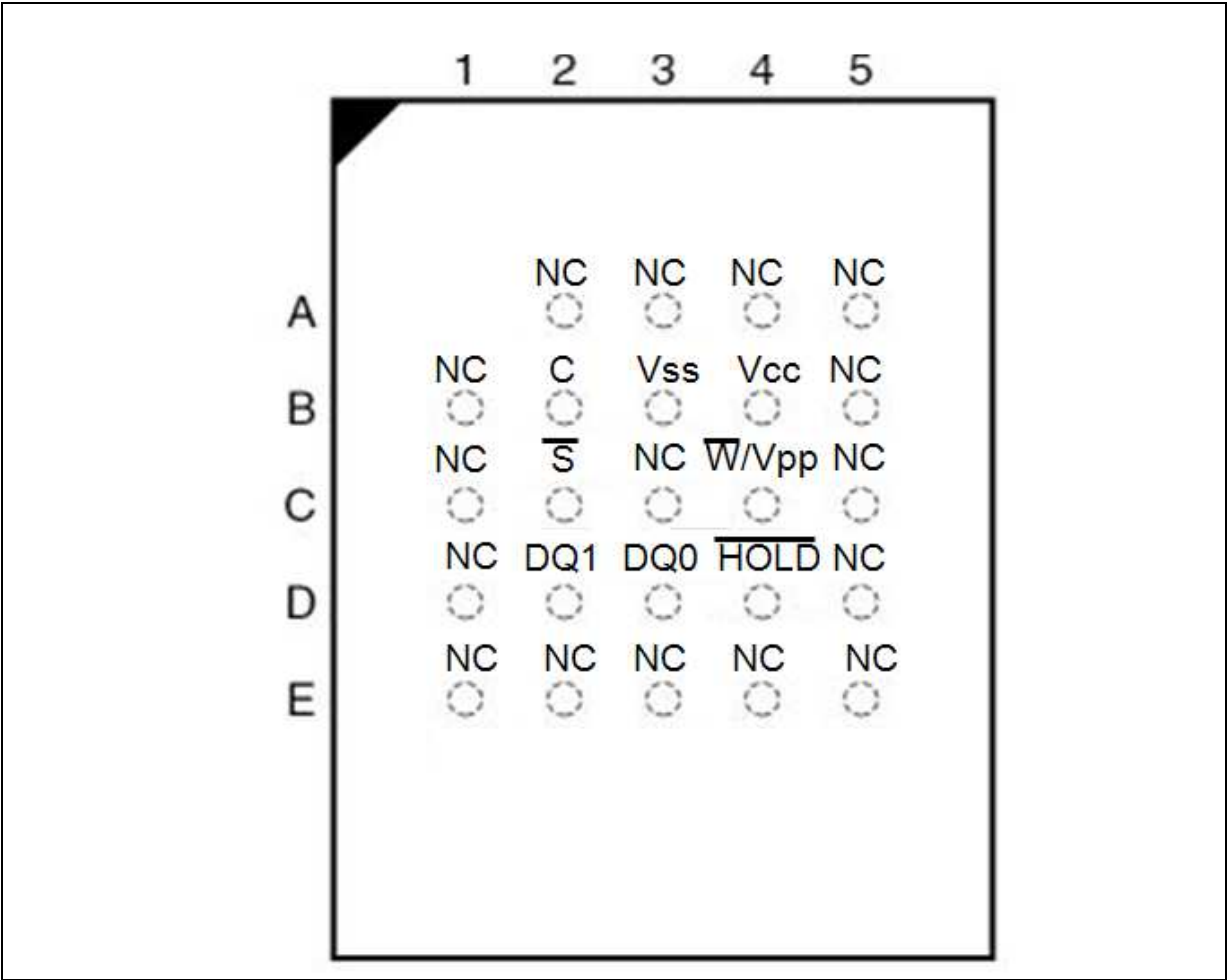 1 2 3 4 5
NC NC NC NC
A
NC C Vss Vcc NC
B
NC S̅ NC W̅/Vpp NC
C
NC DQ1 DQ0 H̅O̅L̅D̅ NC
D
NC NC NC NC NC
E